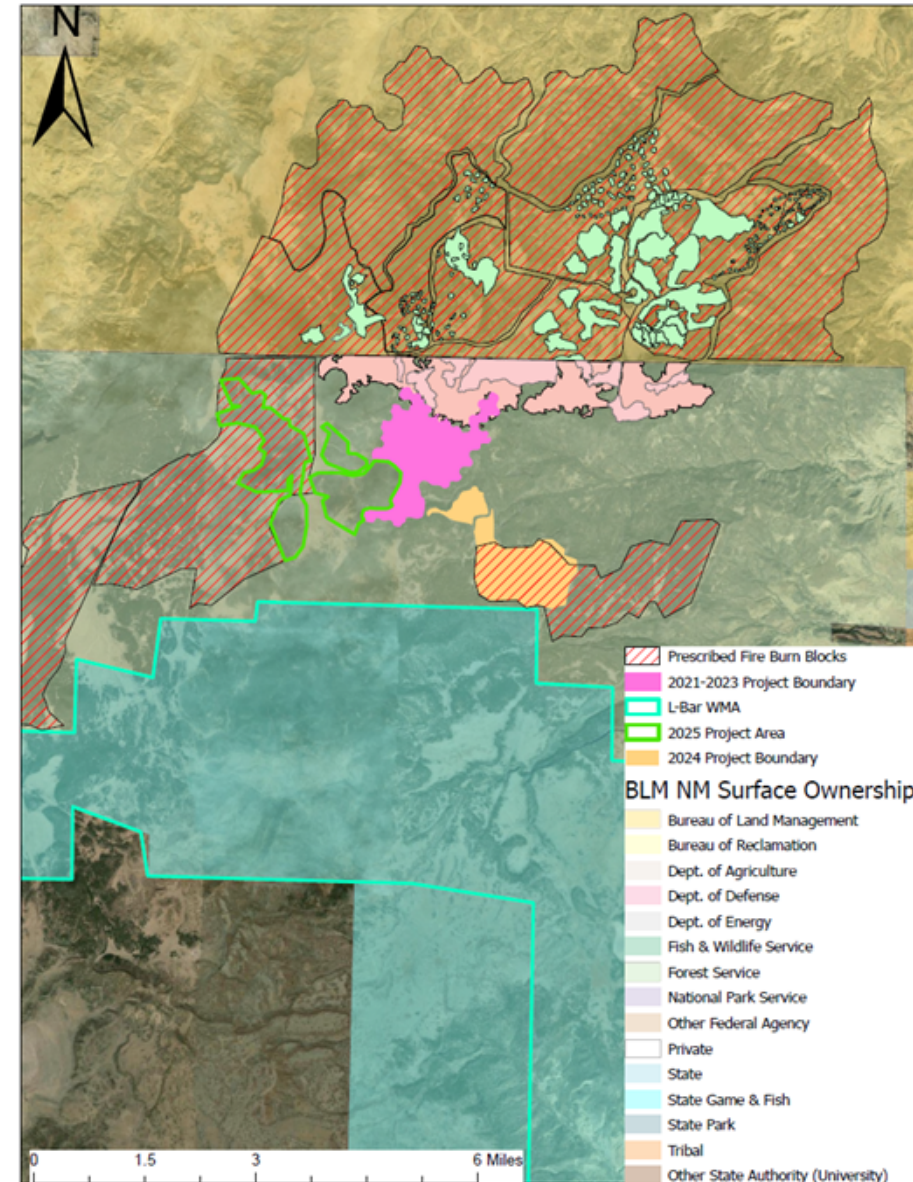 N
Prescribed Fire Burn Blocks
2021-2023 Project Boundary
L-Bar WMA
2025 Project Area
2024 Project Boundary
BLM NM Surface Ownership
Bureau of Land Management
Bureau of Reclamation
Dept. of Agriculture
Dept. of Defense
Dept. of Energy
Fish & Wildlife Service
Forest Service
National Park Service
Other Federal Agency
Private
State
State Game & Fish
State Park
Tribal
Other State Authority (University)
0 1.5 3 6 Miles